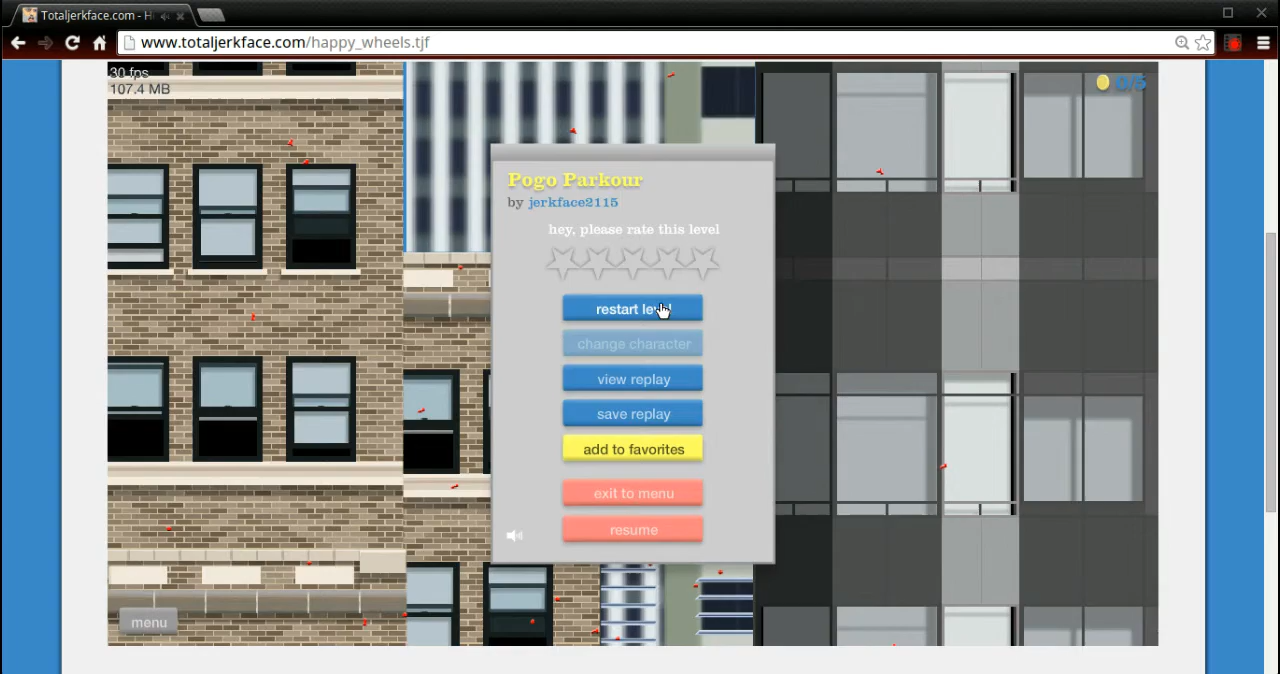 Totaljerkface.com - H
www.totaljerkface.com/happy_wheels.tjf
30 fps
107.4 MB
0/5
Pogo Parkour
by jerkface2115
hey, please rate this level
restart level
change character
view replay
save replay
add to favorites
exit to menu
resume
menu